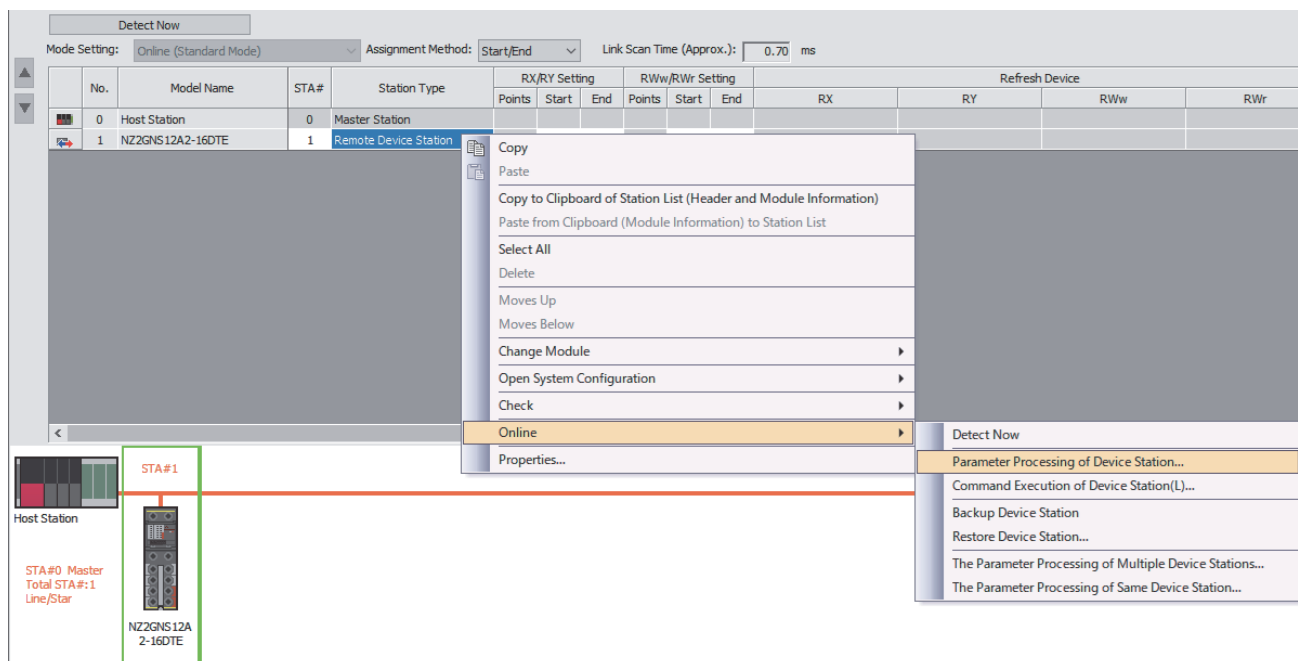 Detect Now
Mode Setting: Online (Standard Mode) Assignment Method: Start/End Link Scan Time (Approx.): 0.70 ms
No. Model Name STA# Station Type RX/RY Setting RWw/RWr Setting Refresh Device
Points Start End Points Start End RX RY RWw RWr
0 Host Station 0 Master Station
1 NZ2GNS12A2-16DTE 1 Remote Device Station
Copy
Paste
Copy to Clipboard of Station List (Header and Module Information)
Paste from Clipboard (Module Information) to Station List
Select All
Delete
Moves Up
Moves Below
Change Module
Open System Configuration
Check
Online
Properties...
Detect Now
Parameter Processing of Device Station...
Command Execution of Device Station(L)...
Backup Device Station
Restore Device Station...
The Parameter Processing of Multiple Device Stations...
The Parameter Processing of Same Device Station...
STA#1
Host Station
STA#0 Master
Total STA#:1
Line/Star
NZ2GNS12A
2-16DTE